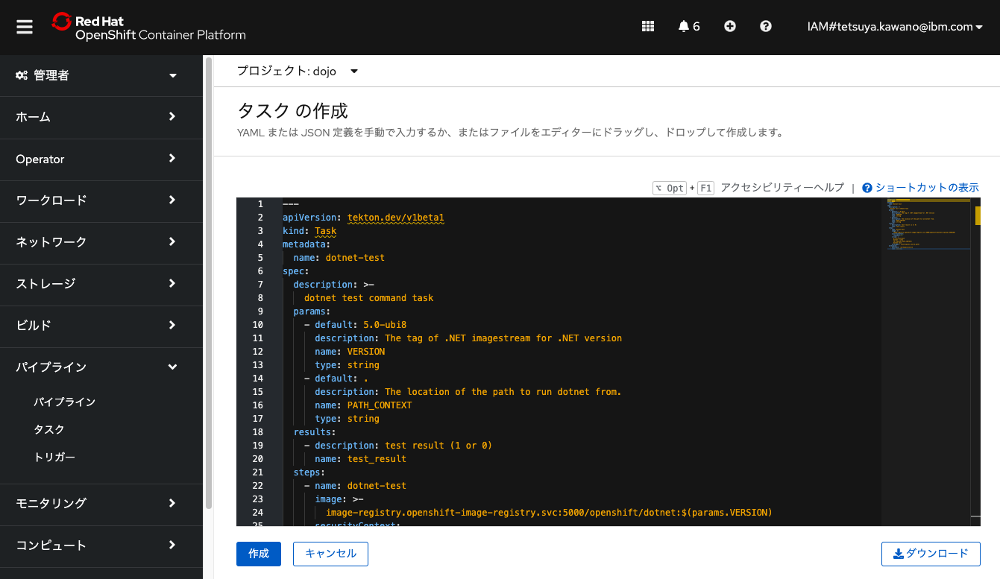 Red Hat
OpenShift Container Platform
6
IAM#tetsuya.kawano@ibm.com
管理者
ホーム
Operator
ワークロード
ネットワーク
ストレージ
ビルド
パイプライン
パイプライン
タスク
トリガー
モニタリング
コンピュート
プロジェクト: dojo
タスク の作成
YAML または JSON 定義を手動で入力するか、またはファイルをエディターにドラッグし、ドロップして作成します。
⌥ Opt + F1 アクセシビリティーヘルプ | ショートカットの表示
1 ---
2 apiVersion: tekton.dev/v1beta1
3 kind: Task
4 metadata:
5   name: dotnet-test
6 spec:
7   description: >-
8     dotnet test command task
9   params:
10     - default: 5.0-ubi8
11       description: The tag of .NET imagestream for .NET version
12       name: VERSION
13       type: string
14     - default: .
15       description: The location of the path to run dotnet from.
16       name: PATH_CONTEXT
17       type: string
18   results:
19     - description: test result (1 or 0)
20       name: test_result
21   steps:
22     - name: dotnet-test
23       image: >-
24         image-registry.openshift-image-registry.svc:5000/openshift/dotnet:$(params.VERSION)
25       securityContext:
作成
キャンセル
ダウンロード